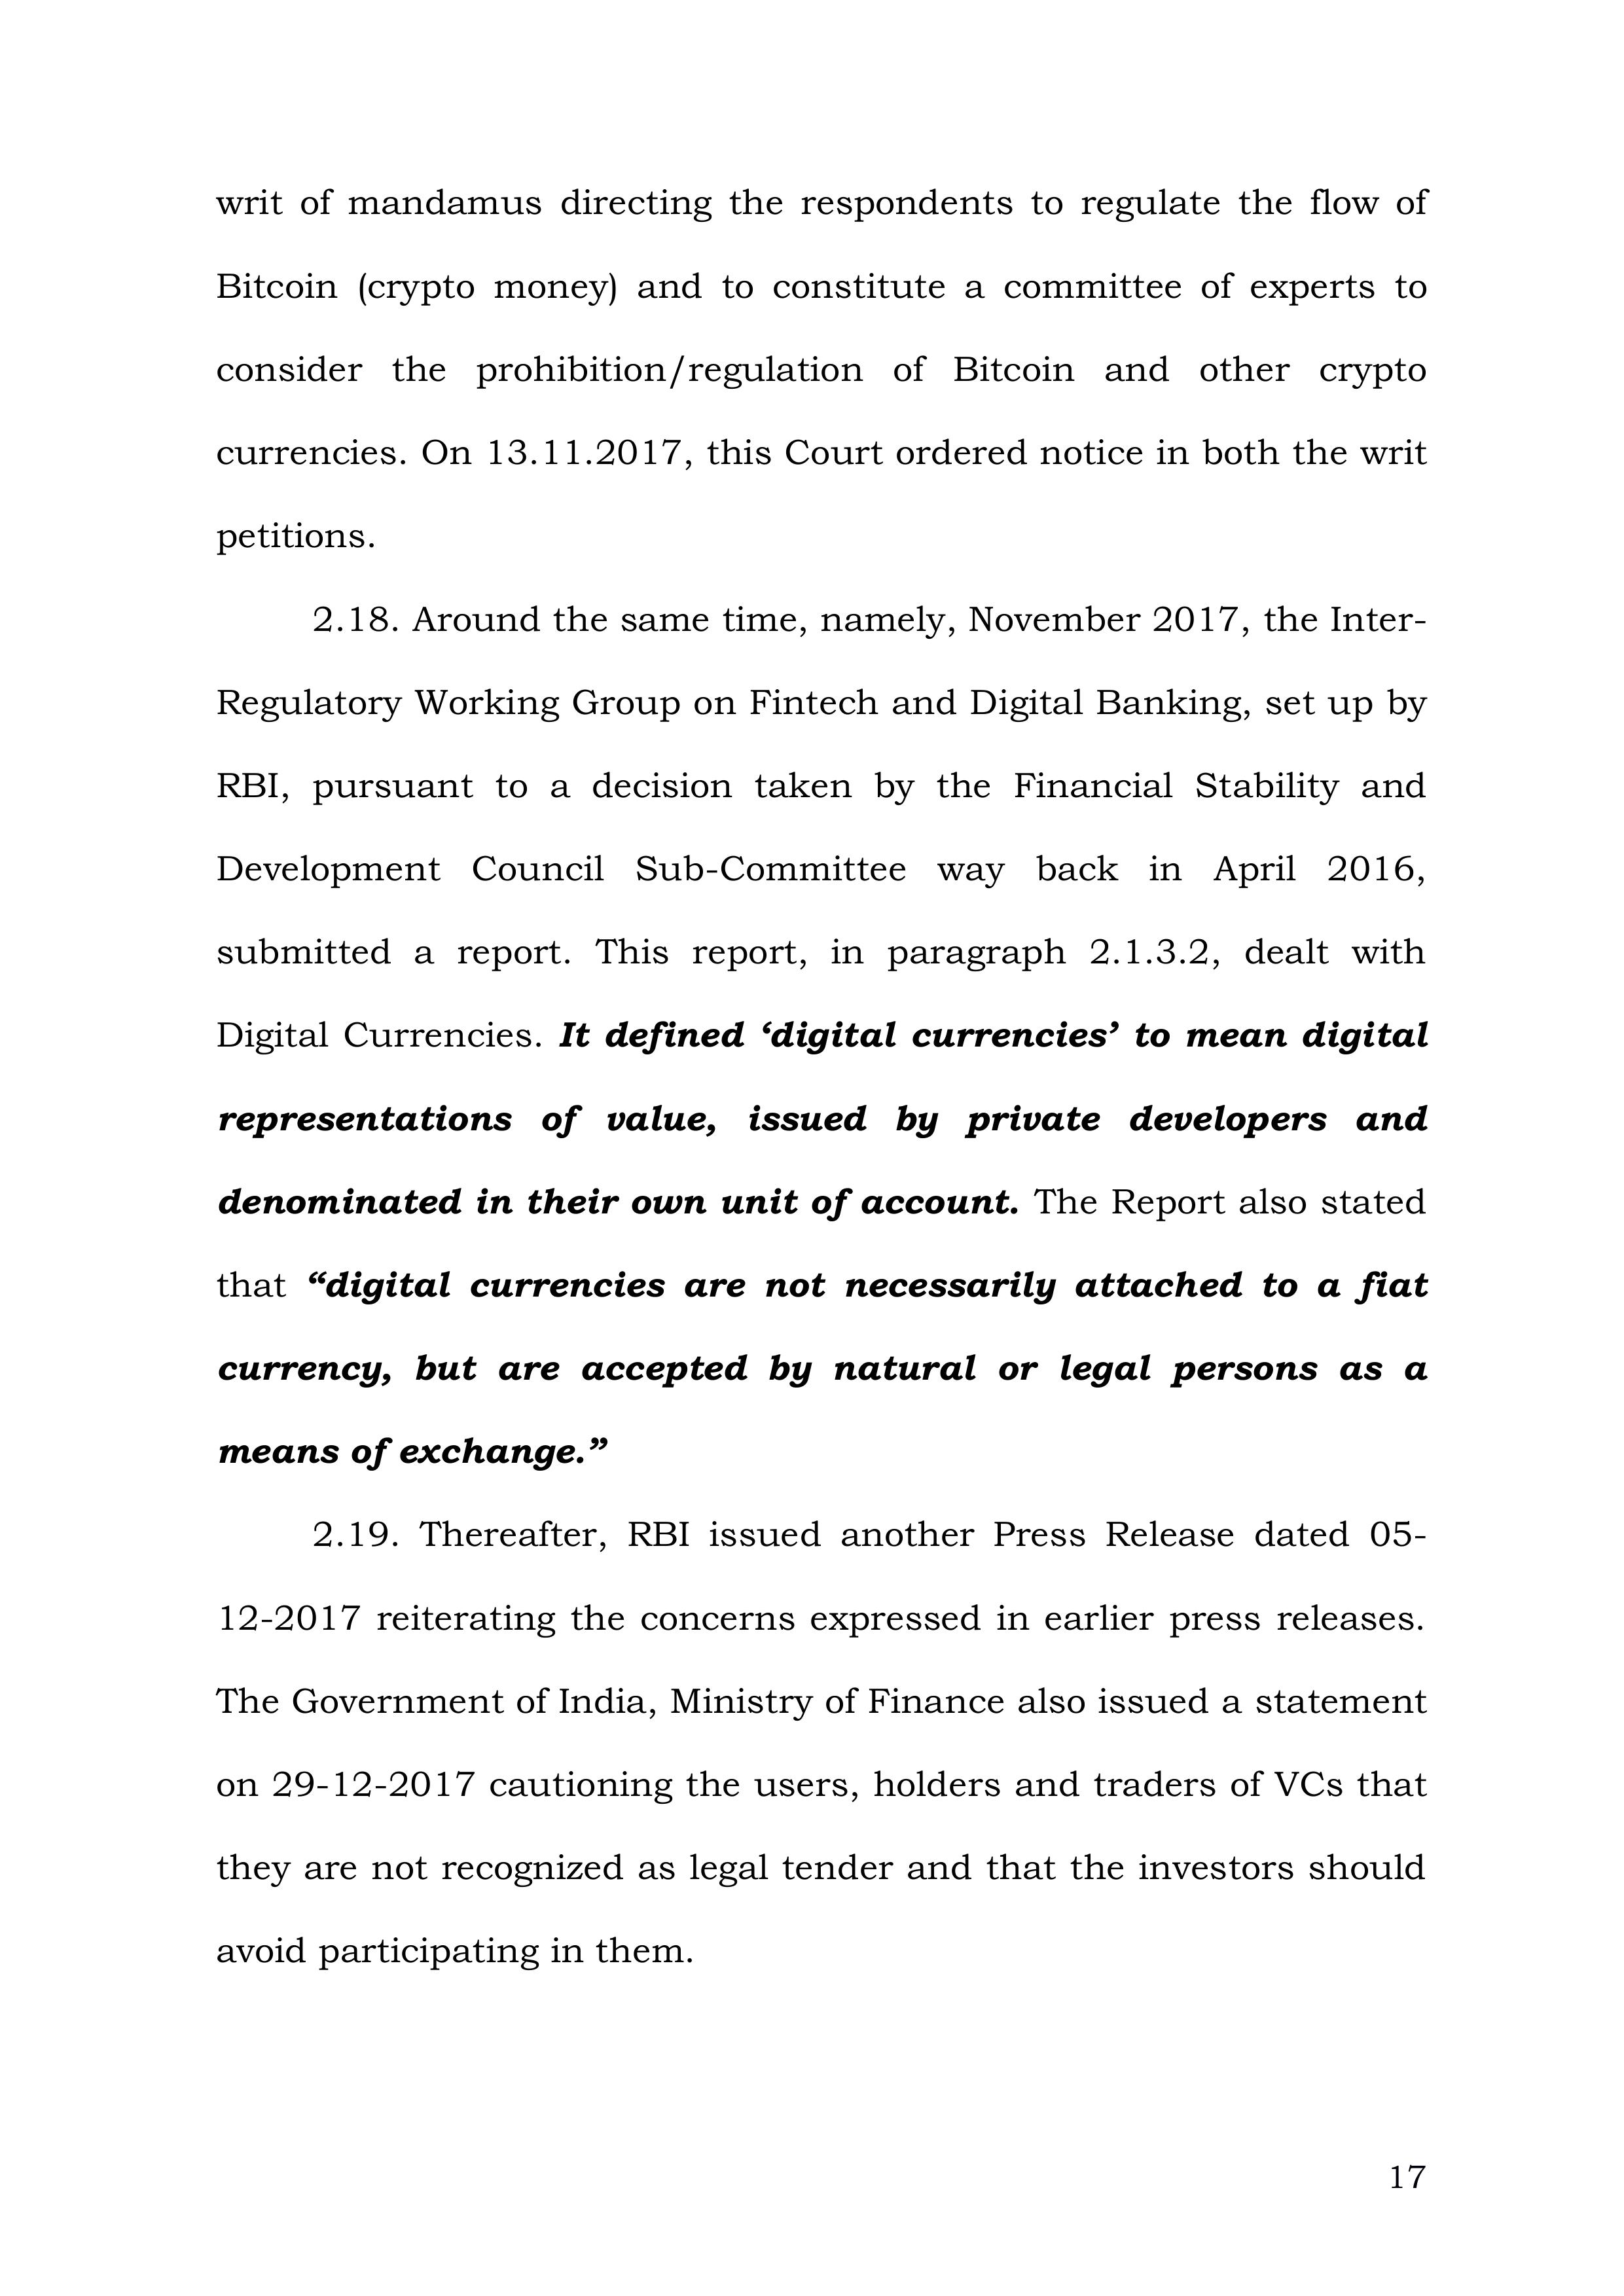 writ of mandamus directing the respondents to regulate the flow of
Bitcoin (crypto money) and to constitute a committee of experts to
consider the prohibition/regulation of Bitcoin and other crypto
currencies. On 13.11.2017, this Court ordered notice in both the writ
petitions.
2.18. Around the same time, namely, November 2017, the Inter-
Regulatory Working Group on Fintech and Digital Banking, set up by
RBI, pursuant to a decision taken by the Financial Stability and
Development Council Sub-Committee way back in April 2016,
submitted a report. This report, in paragraph 2.1.3.2, dealt with
Digital Currencies. It defined ‘digital currencies’ to mean digital
representations of value, issued by private developers and
denominated in their own unit of account. The Report also stated
that “digital currencies are not necessarily attached to a fiat
currency, but are accepted by natural or legal persons as a
means of exchange.”
2.19. Thereafter, RBI issued another Press Release dated 05-
12-2017 reiterating the concerns expressed in earlier press releases.
The Government of India, Ministry of Finance also issued a statement
on 29-12-2017 cautioning the users, holders and traders of VCs that
they are not recognized as legal tender and that the investors should
avoid participating in them.
17